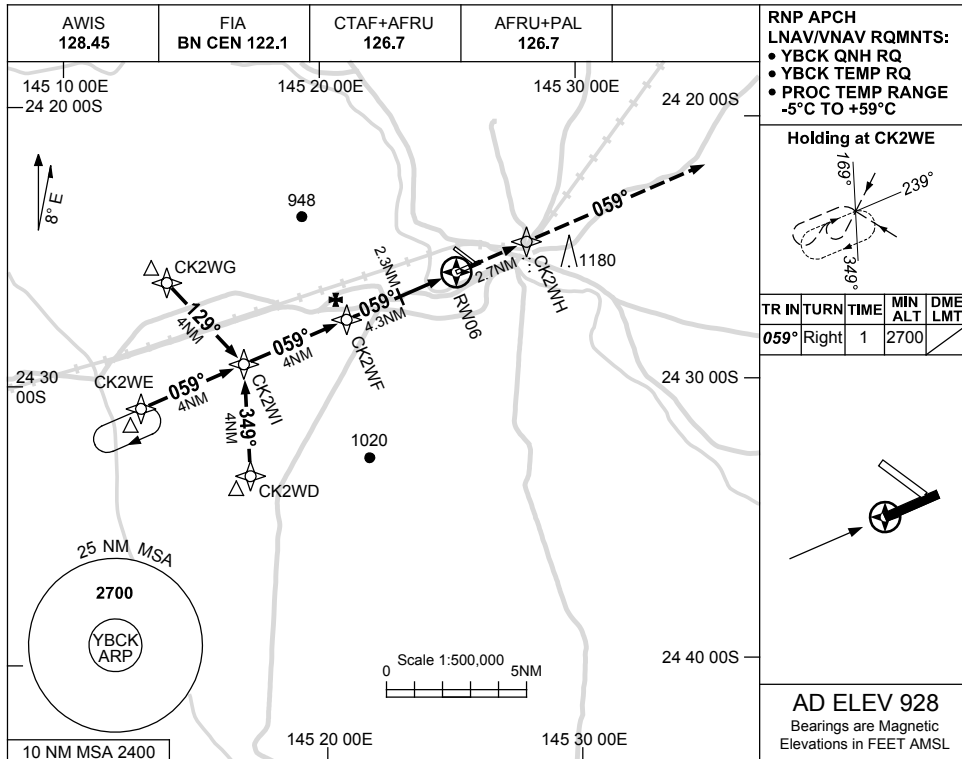 AWIS
128.45
FIA
BN CEN 122.1
CTAF+AFRU
126.7
AFRU+PAL
126.7
RNP APCH
LNAV/VNAV RQMNTS:
• YBCK QNH RQ
• YBCK TEMP RQ
• PROC TEMP RANGE
-5°C TO +59°C
145 10 00E
145 20 00E
145 30 00E
24 20 00S
24 20 00S
8° E
948
059°
1180
CK2WG
129°
4NM
2.3NM
059°
4.3NM
2.7NM
CK2WH
RW06
059°
4NM
CK2WF
24 30
00S
24 30 00S
CK2WE
059°
4NM
CK2WI
349°
4NM
1020
CK2WD
25 NM MSA
2700
YBCK
ARP
Scale 1:500,000
0
5NM
24 40 00S
10 NM MSA 2400
145 20 00E
145 30 00E
Holding at CK2WE
169°
239°
349°
TR IN TURN TIME MIN ALT DME LMT
059° Right 1 2700
AD ELEV 928
Bearings are Magnetic
Elevations in FEET AMSL